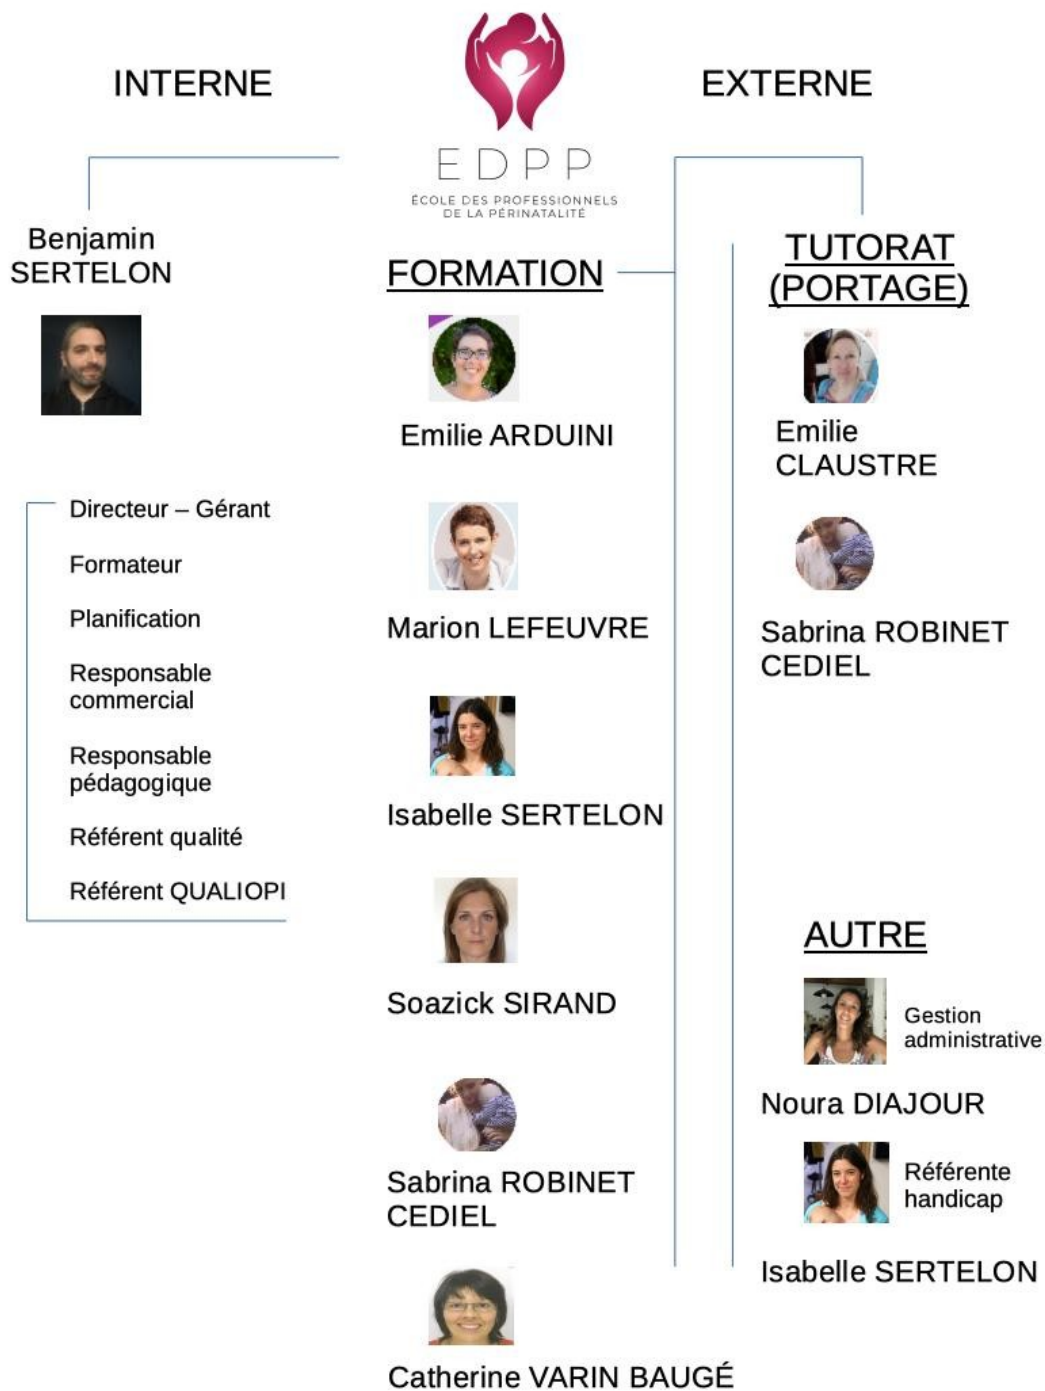 INTERNE
EXTERNE
EDPP
ÉCOLE DES PROFESSIONNELS
DE LA PÉRINATALITÉ
Benjamin
SERTELON
Directeur – Gérant
Formateur
Planification
Responsable
commercial
Responsable
pédagogique
Référent qualité
Référent QUALIOPI
FORMATION
Emilie ARDUINI
Marion LEFEUVRE
Isabelle SERTELON
Soazick SIRAND
Sabrina ROBINET
CEDIEL
Catherine VARIN BAUGÉ
TUTORAT
(PORTAGE)
Emilie
CLAUSTRE
Sabrina ROBINET
CEDIEL
AUTRE
Gestion
administrative
Noura DIAJOUR
Référente
handicap
Isabelle SERTELON